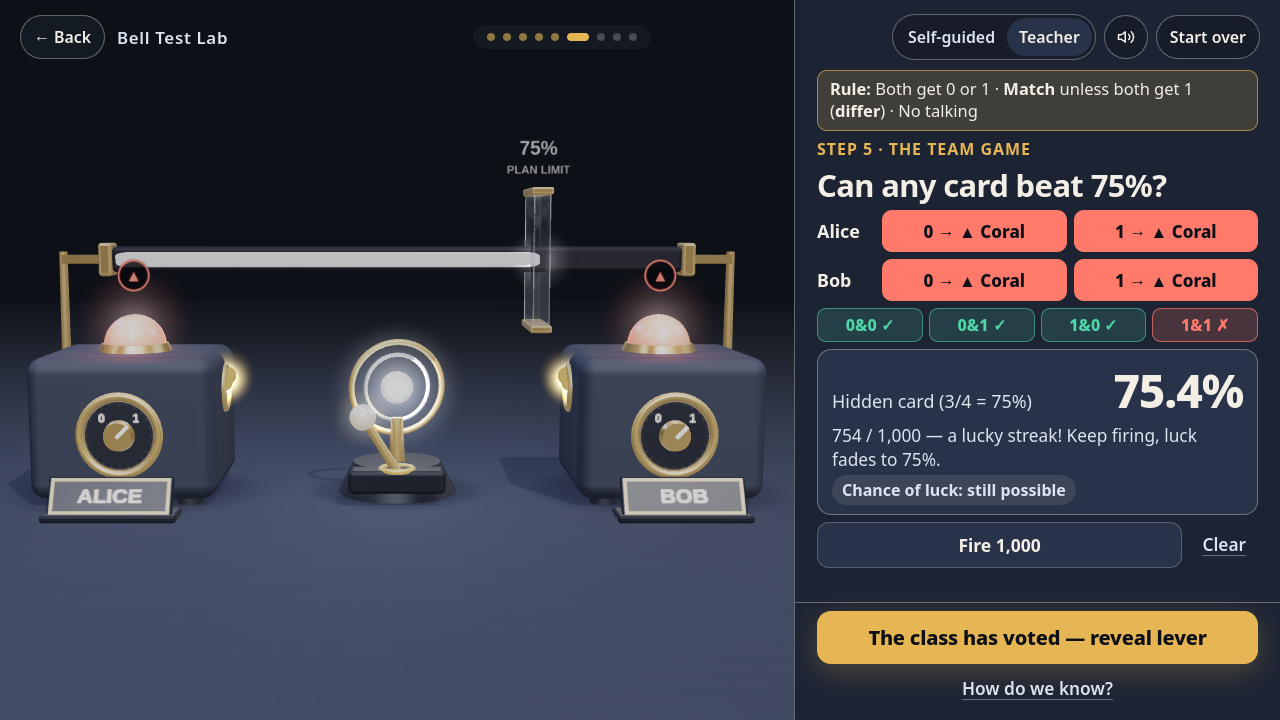 ← Back
Bell Test Lab
75%
PLAN LIMIT
0 1
ALICE
0 1
BOB
Self-guided
Teacher
Start over
Rule: Both get 0 or 1 · Match unless both get 1
(differ) · No talking
STEP 5 · THE TEAM GAME
Can any card beat 75%?
Alice
0 → ▲ Coral
1 → ▲ Coral
Bob
0 → ▲ Coral
1 → ▲ Coral
0&0 ✓
0&1 ✓
1&0 ✓
1&1 ✗
Hidden card (3/4 = 75%)
75.4%
754 / 1,000 — a lucky streak! Keep firing, luck
fades to 75%.
Chance of luck: still possible
Fire 1,000
Clear
The class has voted — reveal lever
How do we know?